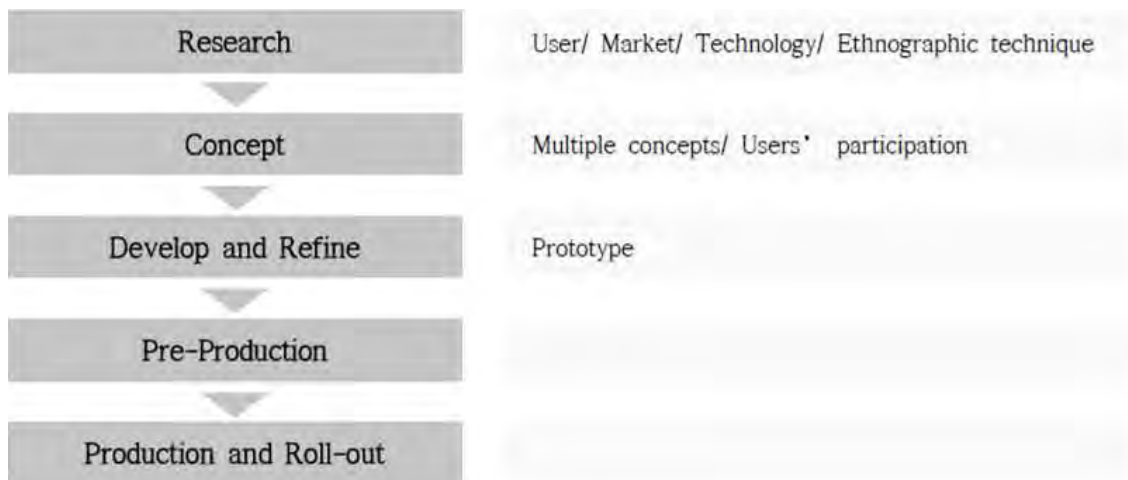 Research
User/ Market/ Technology/ Ethnographic technique
Concept
Multiple concepts/ Users' participation
Develop and Refine
Prototype
Pre-Production
Production and Roll-out